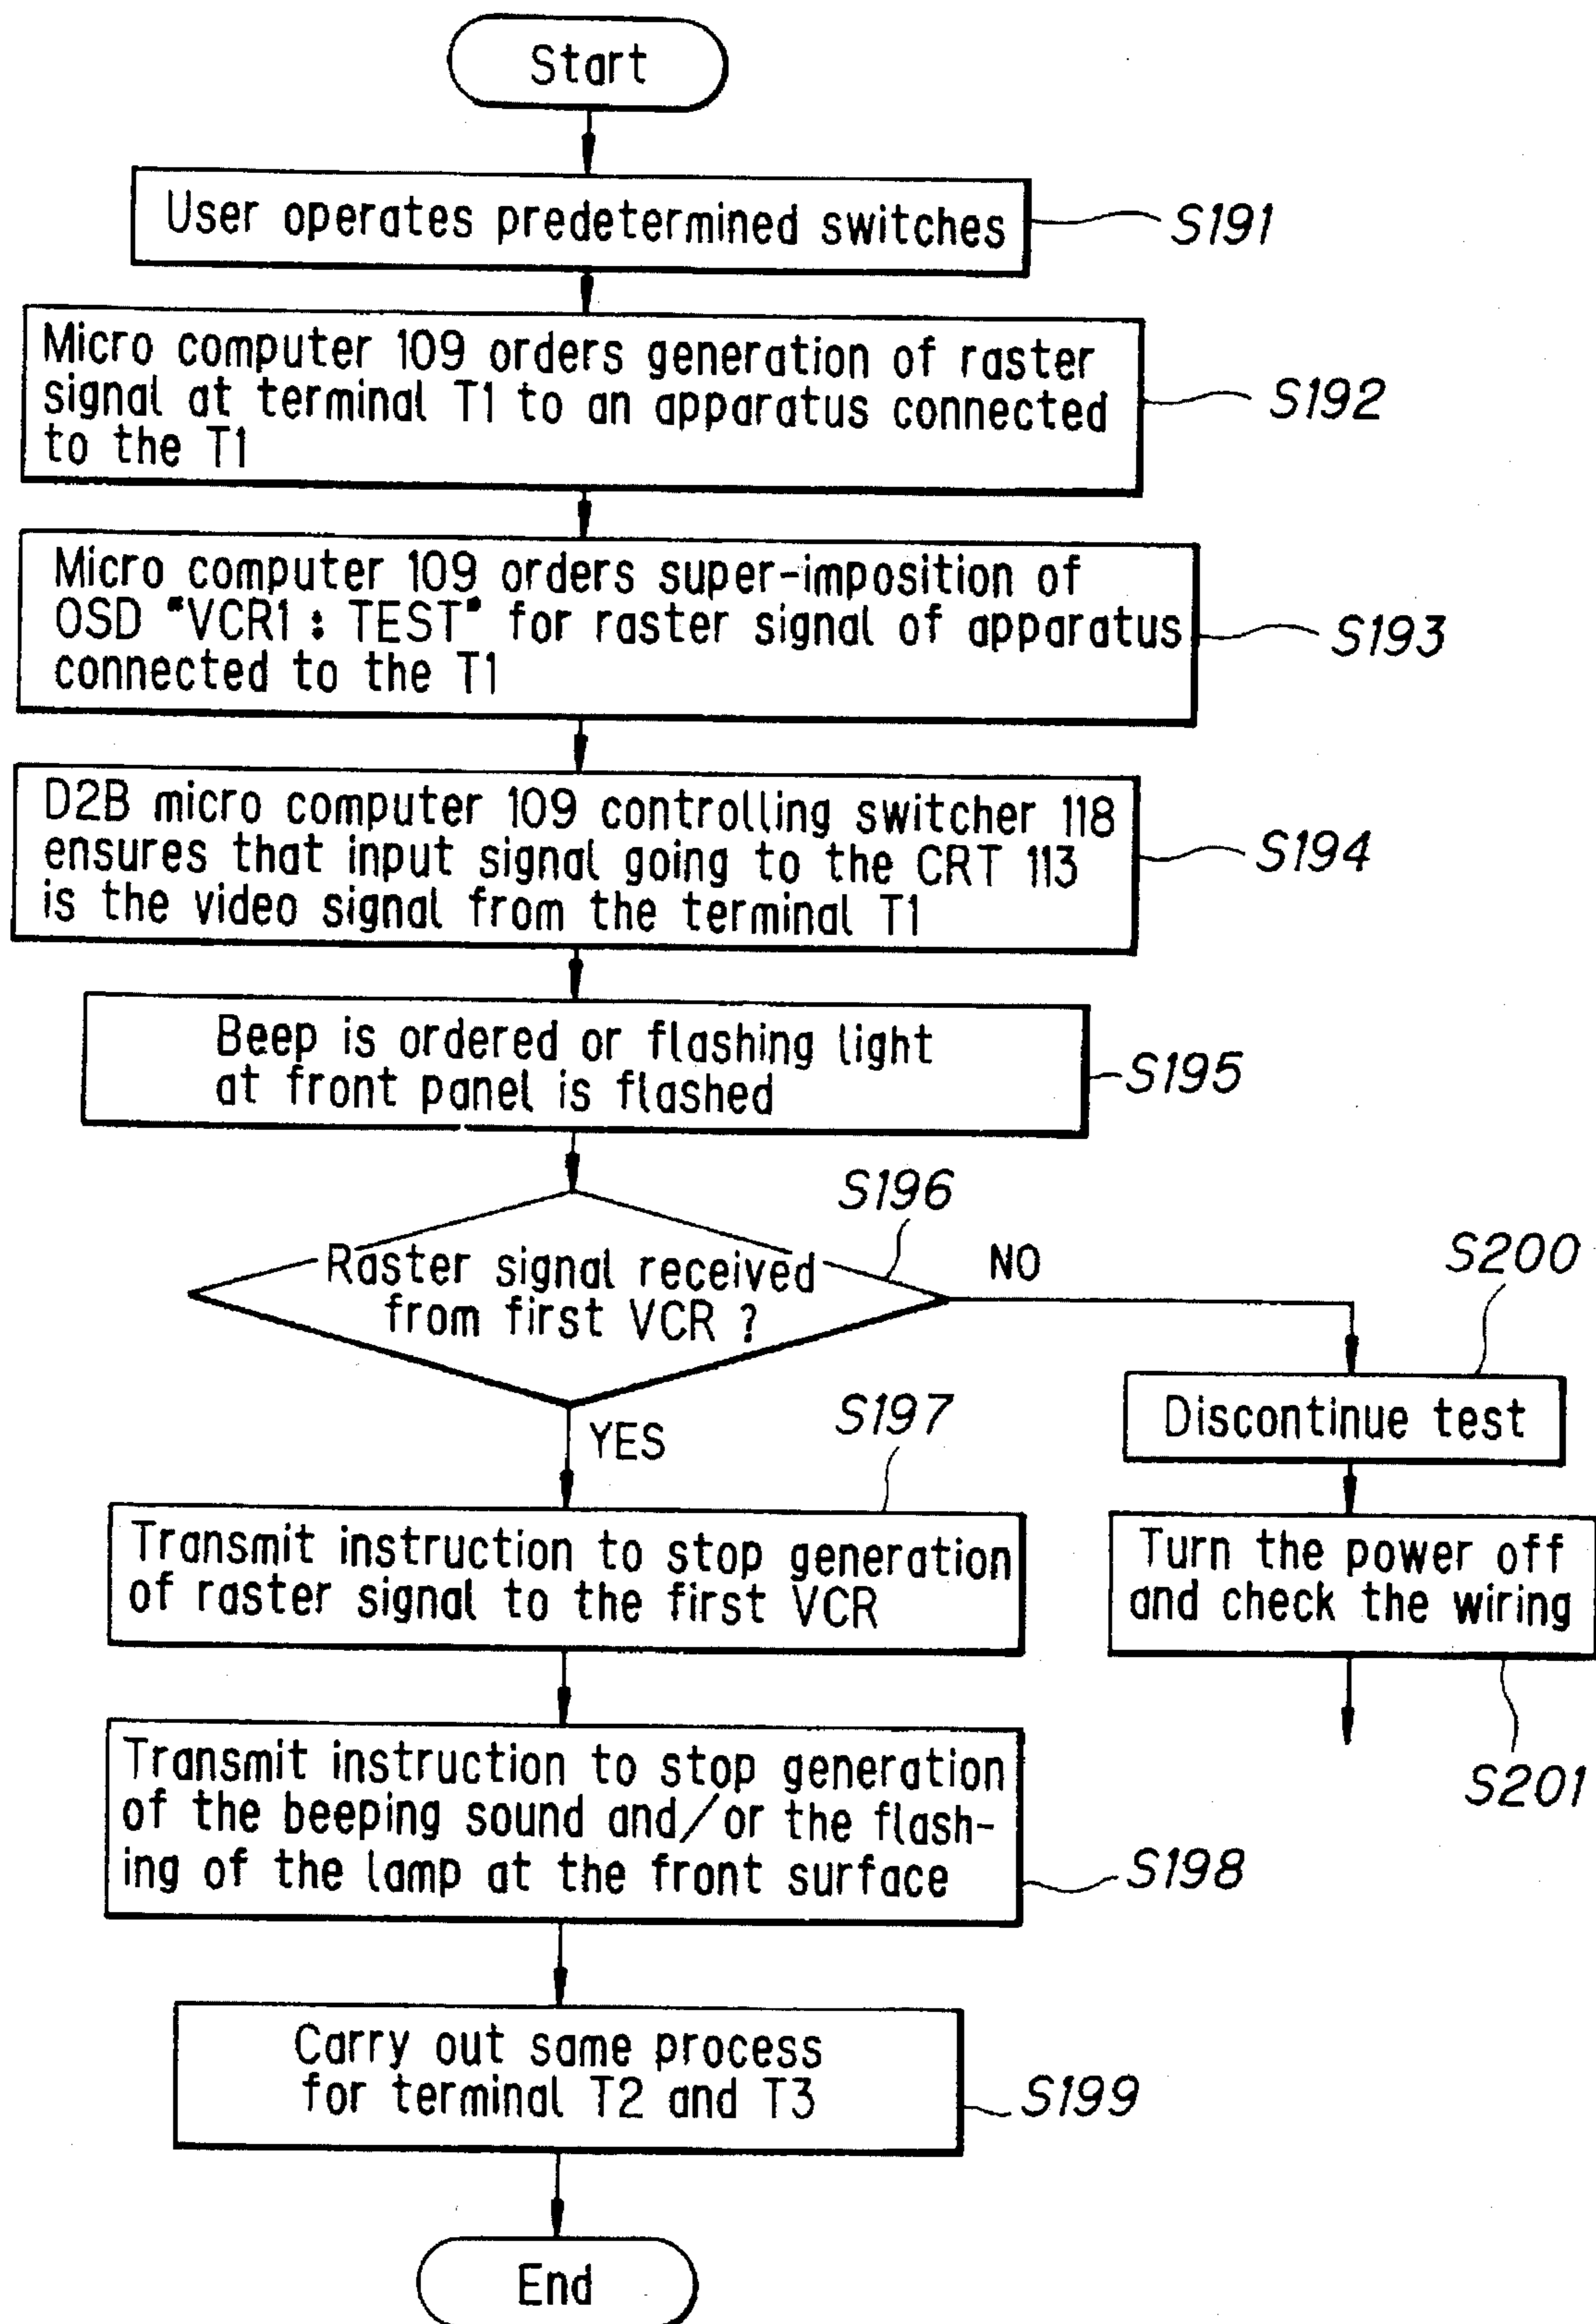 Start
User operates predetermined switches
S191
Micro computer 109 orders generation of raster
signal at terminal T1 to an apparatus connected
to the T1
S192
Micro computer 109 orders super-imposition of
OSD "VCR1 : TEST" for raster signal of apparatus
connected to the T1
S193
D2B micro computer 109 controlling switcher 118
ensures that input signal going to the CRT 113
is the video signal from the terminal T1
S194
Beep is ordered or flashing light
at front panel is flashed
S195
S196
Raster signal received
from first VCR ?
NO
YES
S200
Discontinue test
Turn the power off
and check the wiring
S201
S197
Transmit instruction to stop generation
of raster signal to the first VCR
Transmit instruction to stop generation
of the beeping sound and/or the flash-
ing of the lamp at the front surface
S198
Carry out same process
for terminal T2 and T3
S199
End